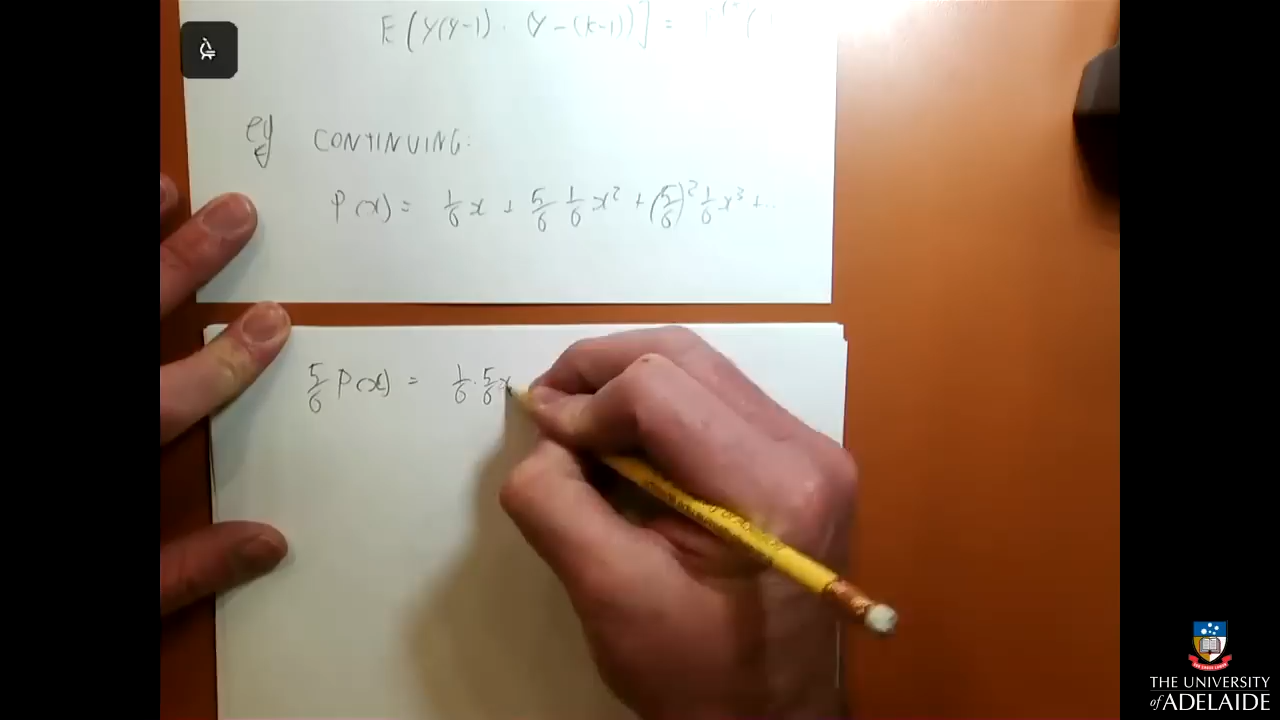 E[Y(Y-1) . (Y-(k-1))] =
eg CONTINUING:
P(x) = 1/6 x + 5/6 1/6 x² + (5/6)² 1/6 x³ + ..
5/6 P(x) = 1/6 . 5/6 x
THE UNIVERSITY
of ADELAIDE